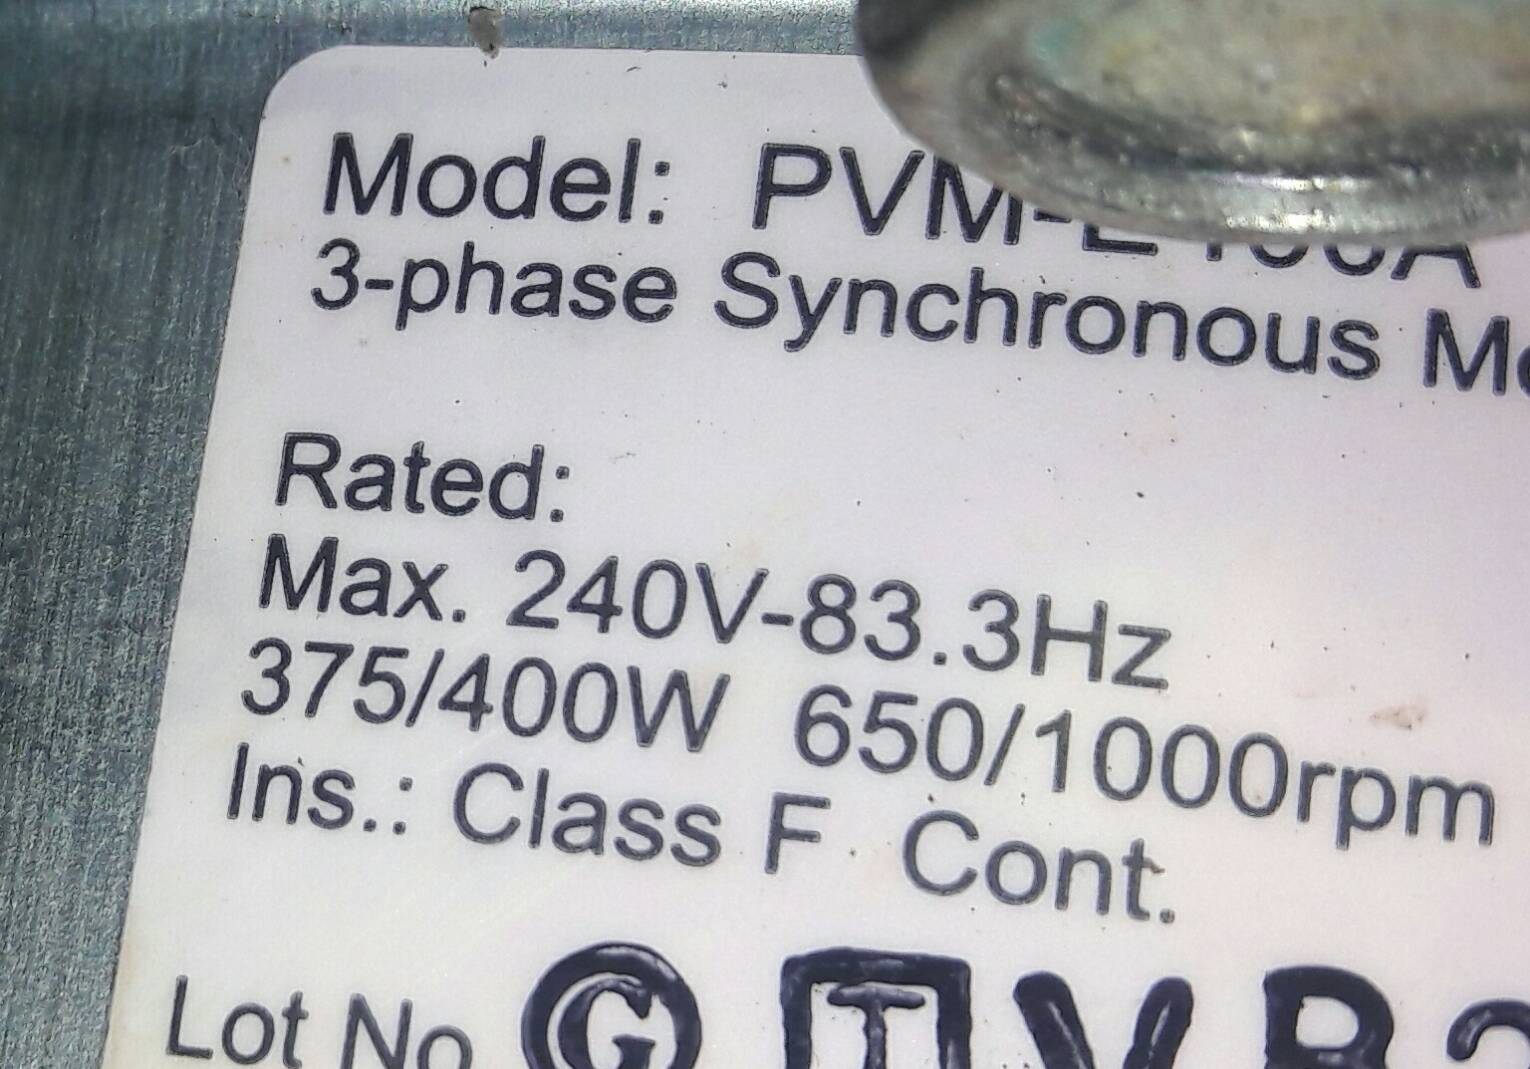 Model: PVM-
3-phase Synchronous
Rated:
Max. 240V-83.3Hz
375/400W 650/1000rpm
Ins.: Class F Cont.
Lot No